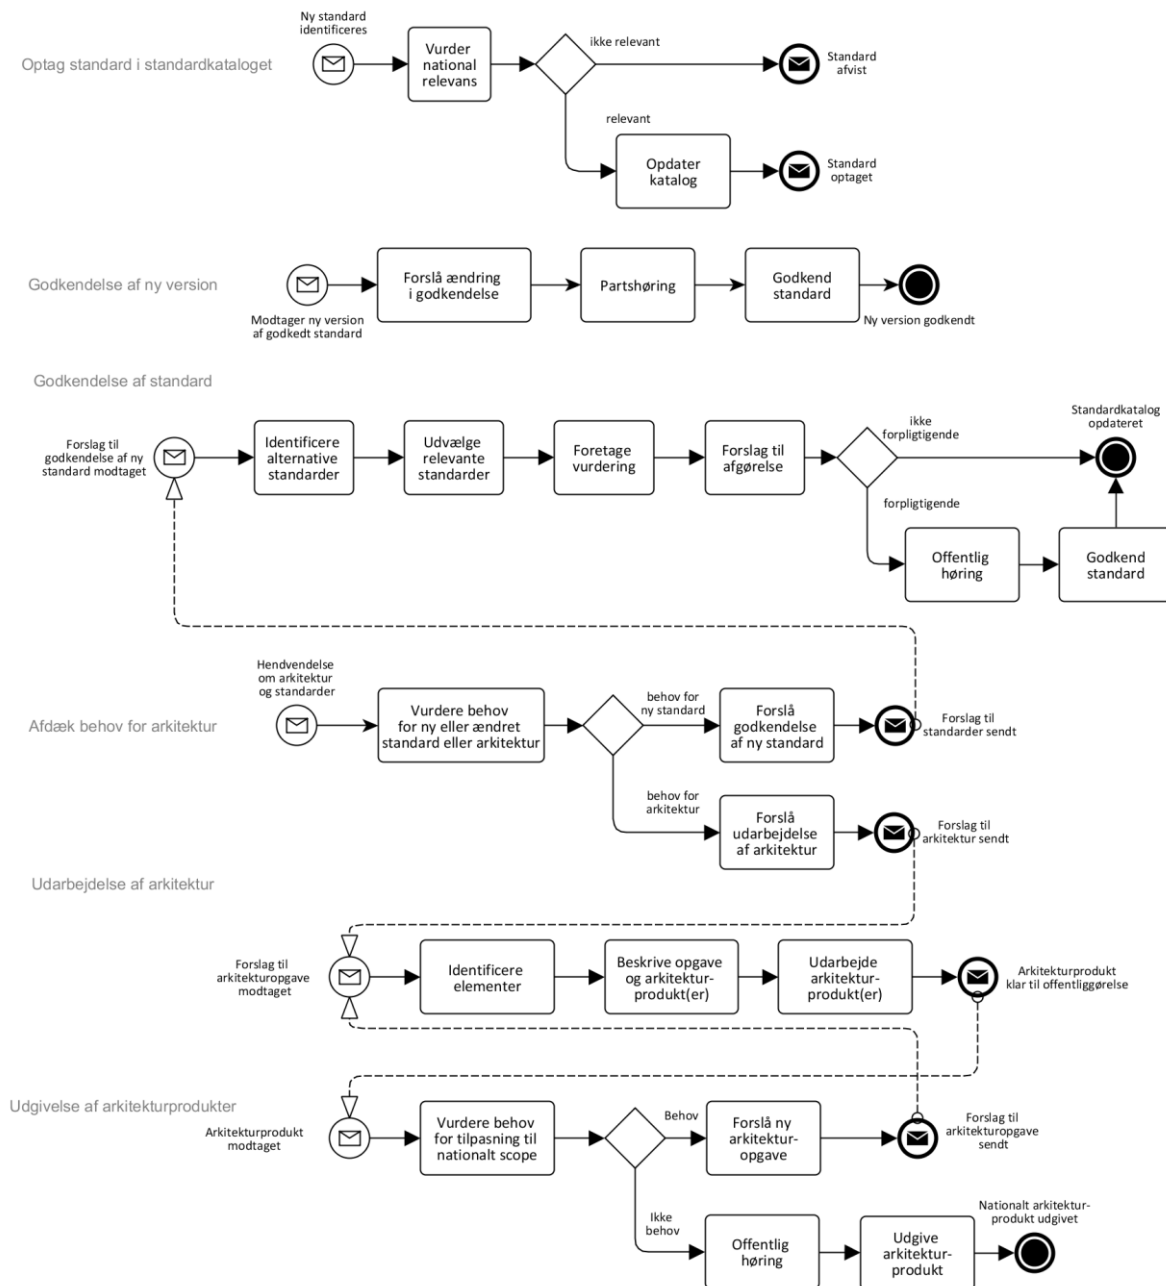 Ny standard
identificeres
Optag standard i standardkataloget
Vurder
national
relevans
ikke relevant
Standard
afvist
relevant
Opdater
katalog
Standard
optaget
Godkendelse af ny version
Modtager ny version
af godkedt standard
Forslå ændring
i godkendelse
Partshøring
Godkend
standard
Ny version godkendt
Godkendelse af standard
Forslag til
godkendelse af ny
standard modtaget
Identificere
alternative
standarder
Udvælge
relevante
standarder
Foretage
vurdering
Forslag til
afgørelse
ikke
forpligtigende
Standardkatalog
opdateret
forpligtigende
Offentlig
høring
Godkend
standard
Hendvendelse
om arkitektur
og standarder
Afdæk behov for arkitektur
Vurdere behov
for ny eller ændret
standard eller arkitektur
behov for
ny standard
Forslå
godkendelse
af ny standard
Forslag til
standarder sendt
behov for
arkitektur
Forslå
udarbejdelse
af arkitektur
Forslag til
arkitektur sendt
Udarbejdelse af arkitektur
Forslag til
arkituropgave
modtaget
Identificere
elementer
Beskrive opgave
og arkitektur-
produkt(er)
Udarbejde
arkitektur-
produkt(er)
Arkitekturprodukt
klar til offentliggørelse
Udgivelse af arkitekturprodukter
Arkitekturprodukt
modtaget
Vurdere behov
for tilpasning til
nationalt scope
Behov
Forslå ny
arkitektur-
opgave
Forslag til
arkituropgave
sendt
Ikke
behov
Offentlig
høring
Udgive
arkitektur-
produkt
Nationalt arkitektur-
produkt udgivet